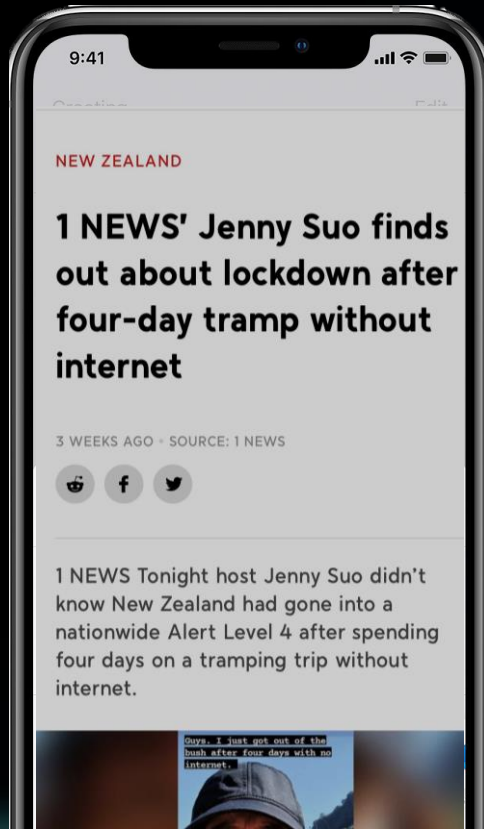 9:41
NEW ZEALAND
1 NEWS' Jenny Suo finds
out about lockdown after
four-day tramp without
internet
3 WEEKS AGO • SOURCE: 1 NEWS
1 NEWS Tonight host Jenny Suo didn't
know New Zealand had gone into a
nationwide Alert Level 4 after spending
four days on a tramping trip without
internet.
Guys. I just got out of the
bush after four days with no
internet.